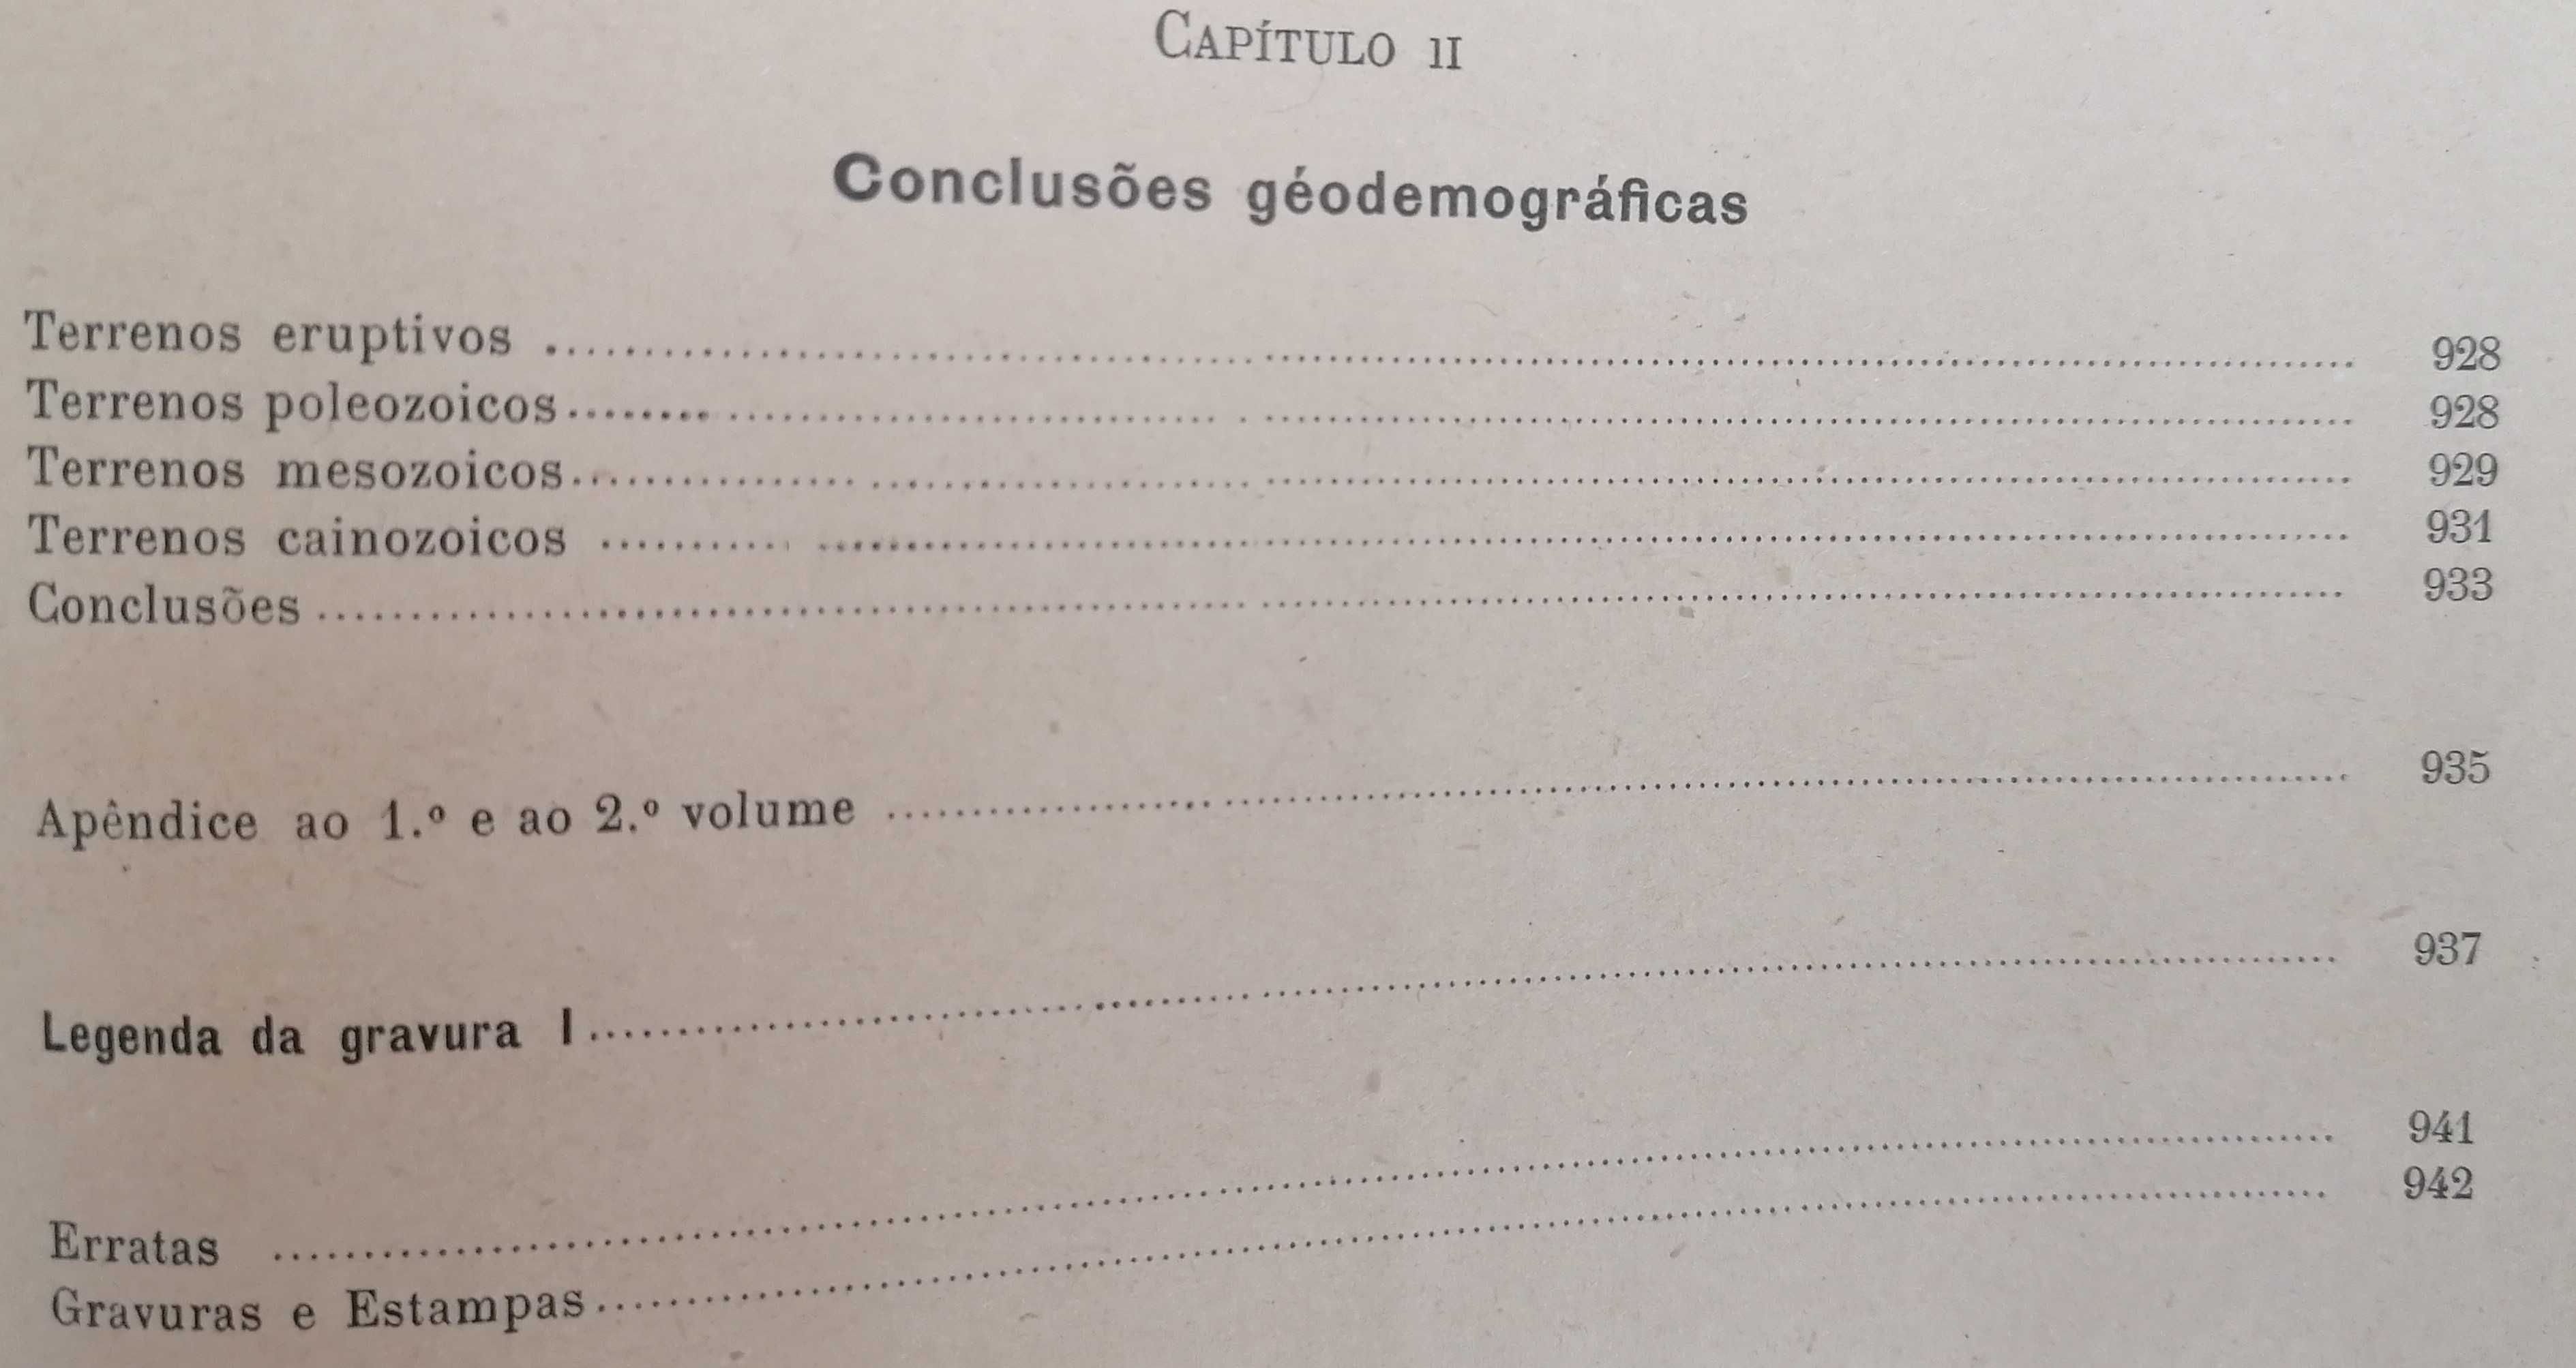 CAPÍTULO II
Conclusões géodemográficas
Terrenos eruptivos ........ 928
Terrenos poleozoicos ........ 928
Terrenos mesozoicos ........ 929
Terrenos cainozoicos ........ 931
Conclusões ........ 933
Apêndice ao 1.º e ao 2.º volume ........ 935
Legenda da gravura I ........ 937
Erratas ........ 941
Gravuras e Estampas ........ 942